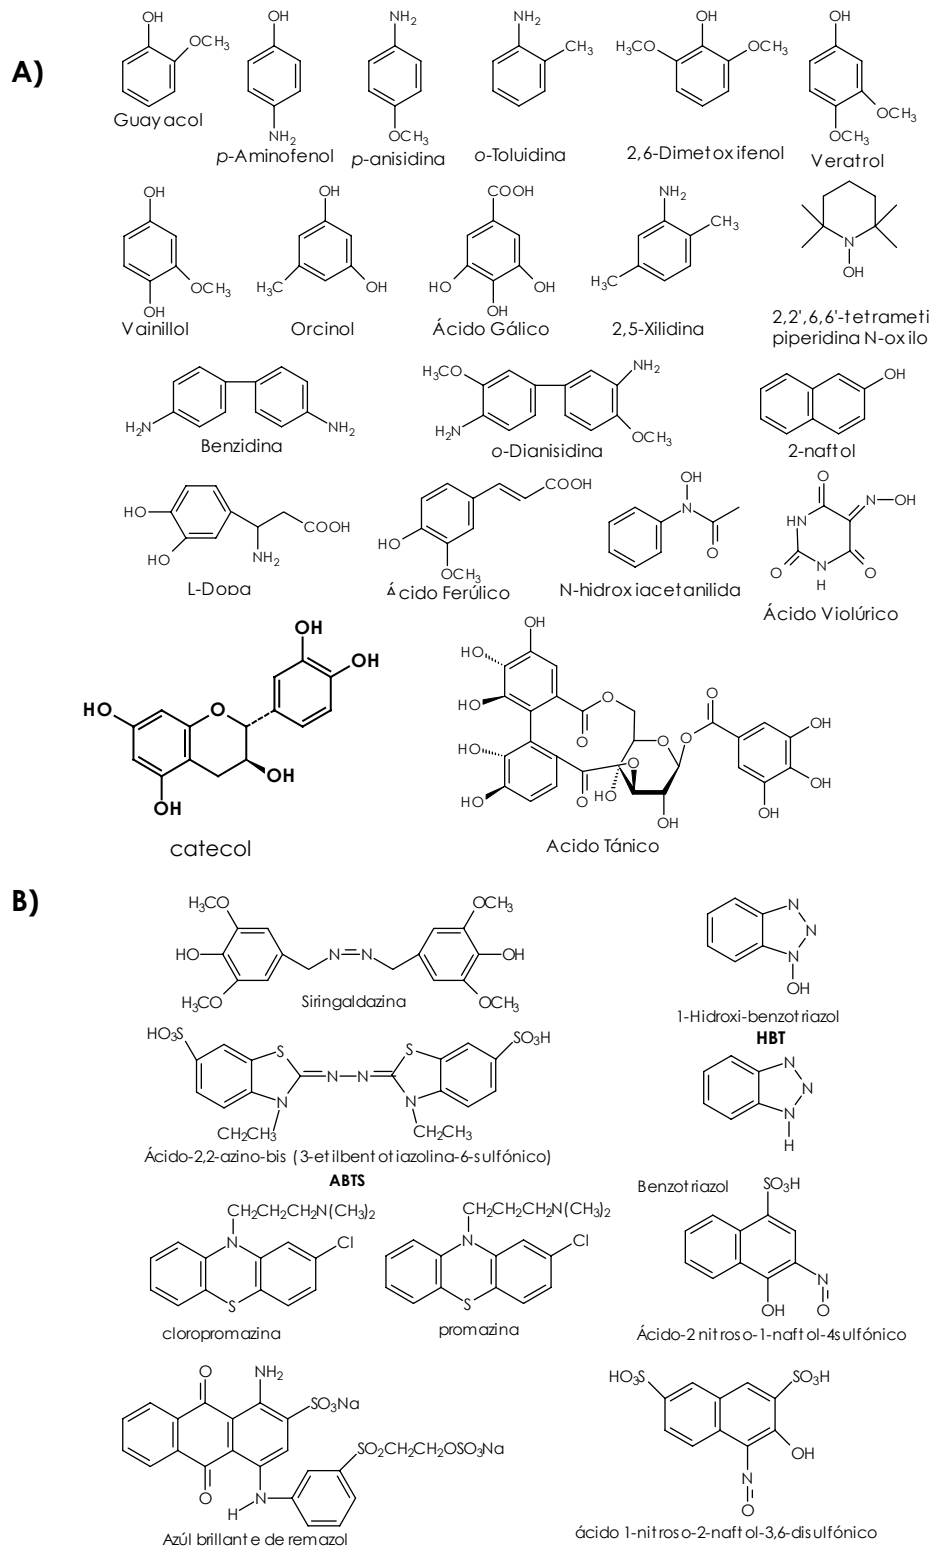 A)
OH
OCH3
Guayacol
OH
NH2
p-Aminofenol
NH2
OCH3
p-anisidina
NH2
CH3
o-Toluidina
OH
H3CO
OCH3
2,6-Dimetoxifenol
OH
OCH3
OCH3
Veratrol
OH
OCH3
OH
Vainillol
OH
H3C
OH
Orcinol
COOH
HO
OH
OH
Ácido Gálico
NH2
CH3
H3C
2,5-Xilidina
N
OH
2,2',6,6'-tetrameti
piperidina N-oxilo
H2N
NH2
Benzidina
H3CO
NH2
H2N
OCH3
o-Dianisidina
OH
2-naftol
HO
HO
COOH
NH2
L-Dopa
COOH
HO
OCH3
Ácido Ferúlico
OH
N
O
N-hidroxiacetanilida
O
N OH
HN
O
N
H
O
Ácido Violúrico
OH
OH
HO
O
OH
OH
catecol
OH
HO
HO
O
O
O
O
O
OH
HO
O
OH
HO
O
HO
OH
OH
Acido Tánico
B)
H3CO
OCH3
HO
N=N
OH
H3CO
OCH3
Siringaldazina
N
N
N
OH
1-Hidroxi-benzotriazol
HBT
HO3S
SO3H
S
S
N N
N
N
CH2CH3
CH2CH3
Ácido-2,2-azino-bis (3-etilbentotiazolina-6-sulfónico)
ABTS
N
N
N
H
Benzotriazol
CH2CH2CH2N(CH3)2
N
Cl
S
cloropromazina
CH2CH2CH2N(CH3)2
N
Cl
S
promazina
SO3H
N
OH
O
Ácido-2 nitroso-1-naftol-4sulfónico
O
NH2
SO3Na
SO2CH2CH2OSO3Na
O
N
H
Azúl brillante de remazol
HO3S
SO3H
OH
N
O
ácido 1-nitroso-2-naftol-3,6-disulfónico